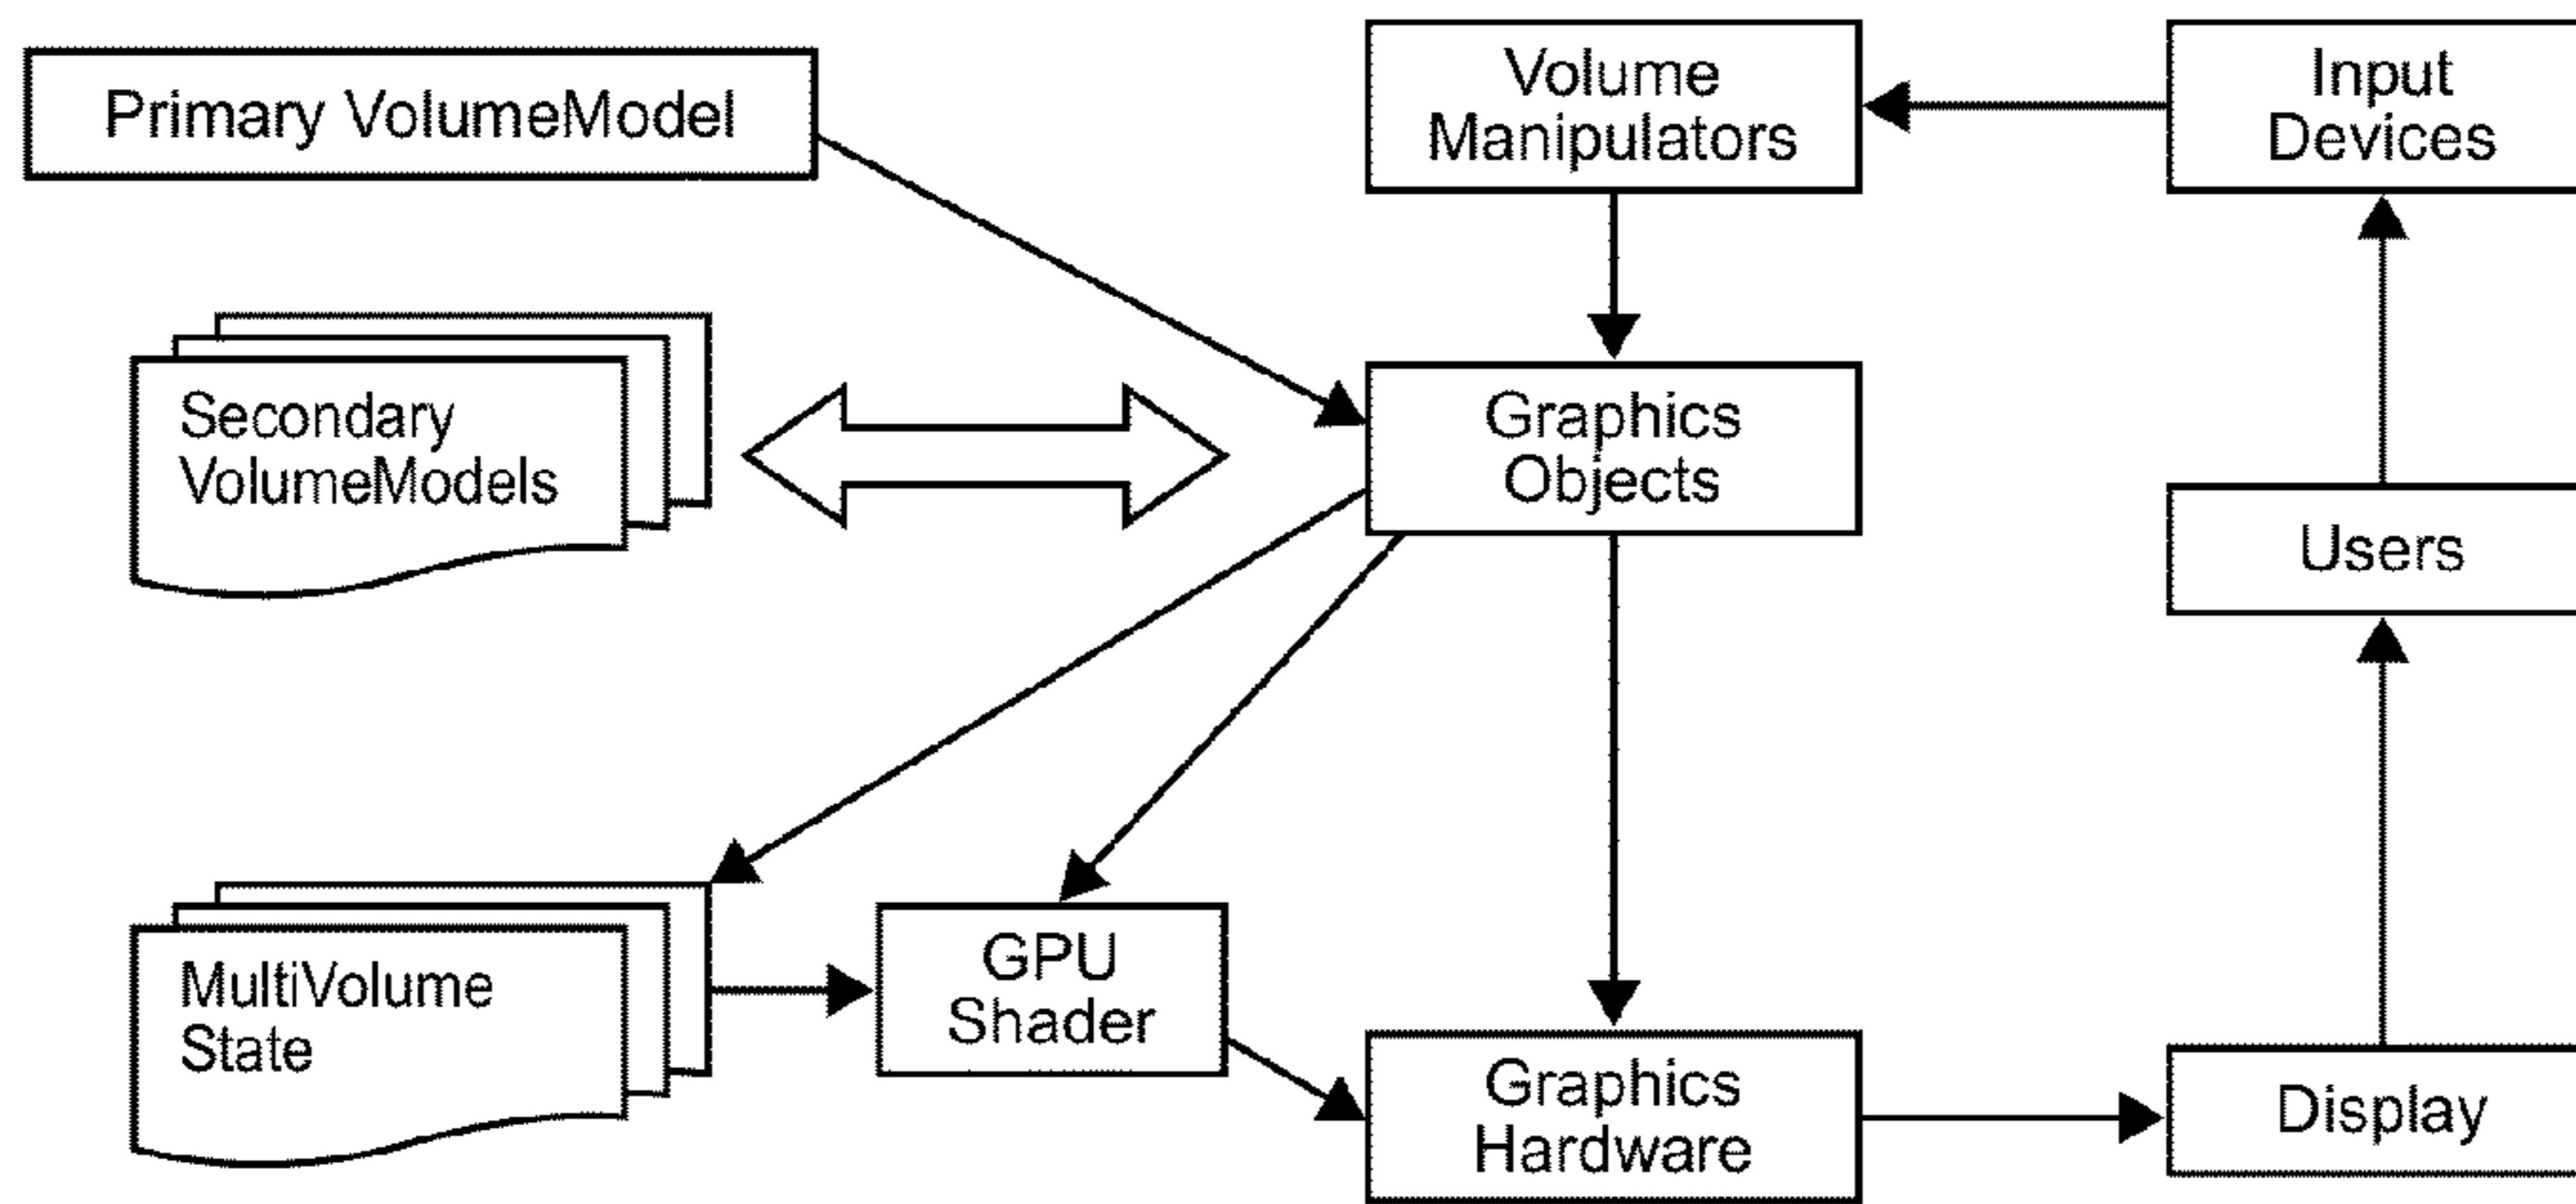 Primary VolumeModel
Volume
Manipulators
Input
Devices
Secondary
VolumeModels
Graphics
Objects
Users
MultiVolume
State
GPU
Shader
Graphics
Hardware
Display